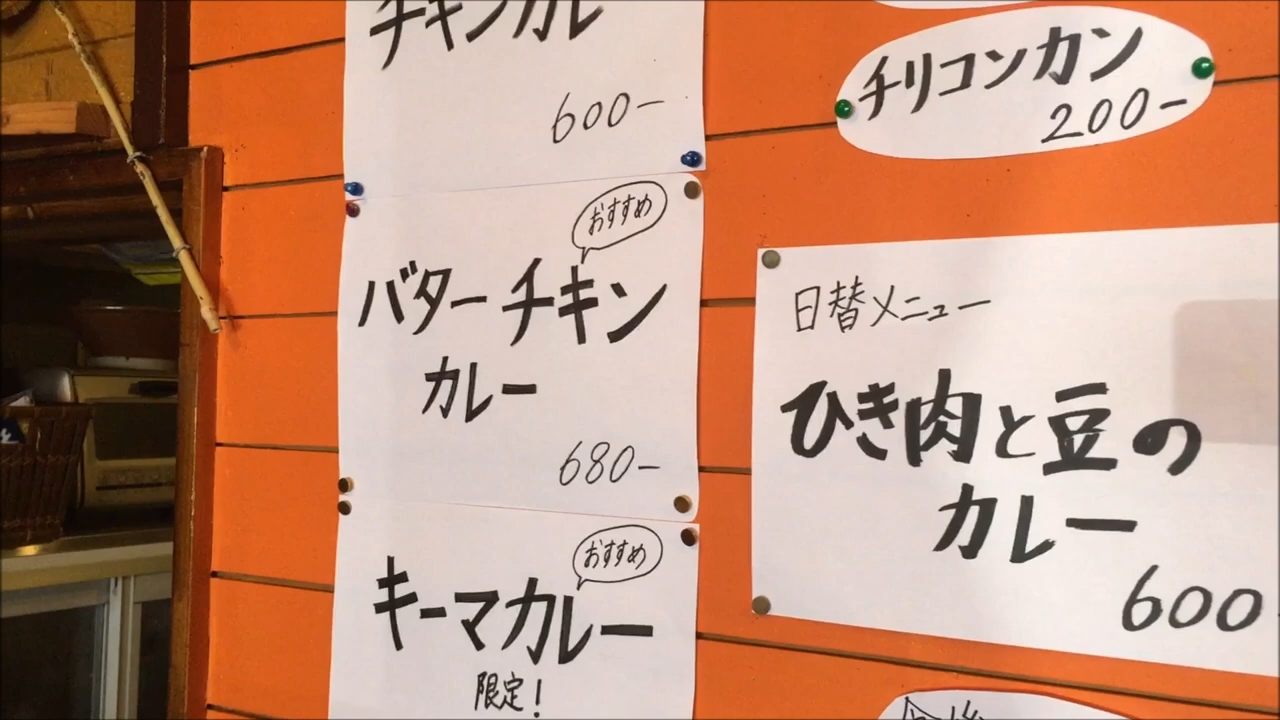 チキンカレ
600-
おすすめ
バターチキン
カレー
680-
おすすめ
キーマカレー
限定!
チリコンカン
200-
日替メニュー
ひき肉と豆の
カレー
600